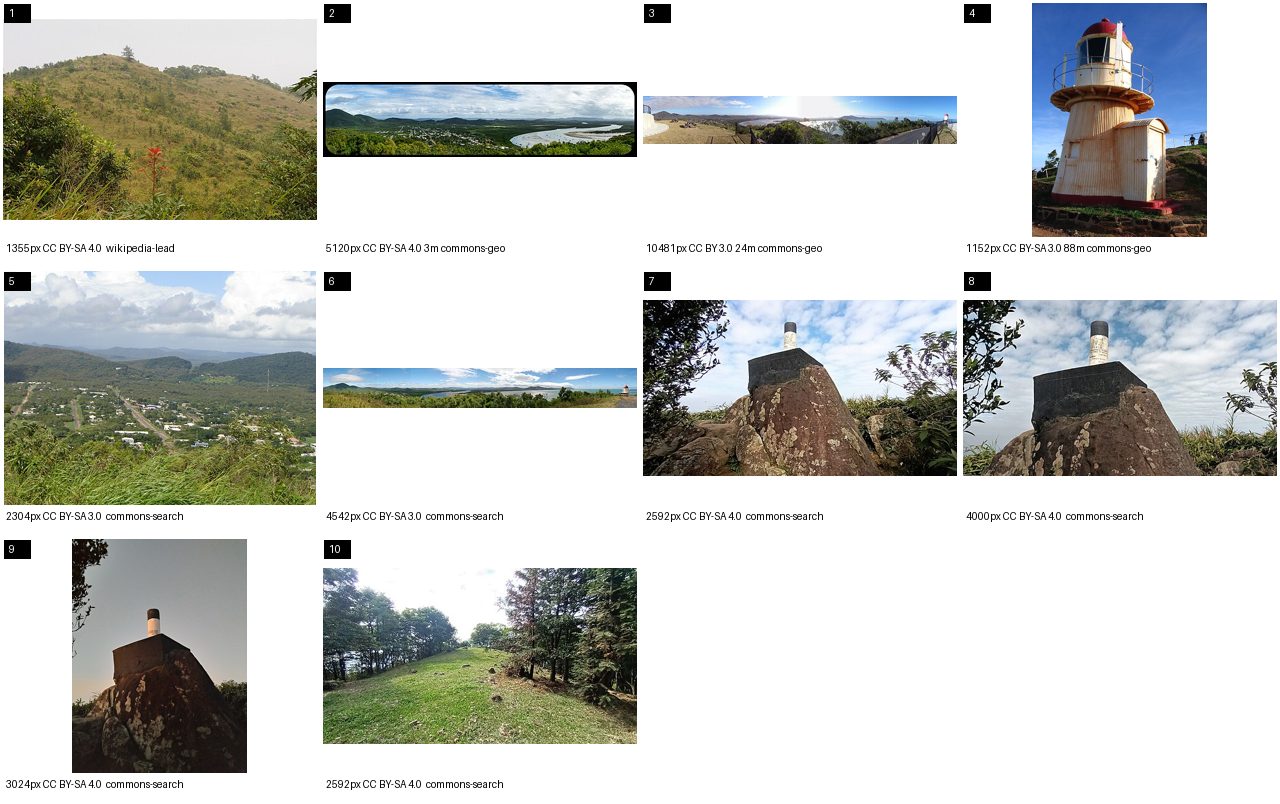 1
2
3
4
1355px CC BY-SA 4.0 wikipedia-lead
5120px CC BY-SA 4.0 3m commons-geo
10481px CC BY 3.0 24m commons-geo
1152px CC BY-SA 3.0 88m commons-geo
5
6
7
8
2304px CC BY-SA 3.0 commons-search
4542px CC BY-SA 3.0 commons-search
2592px CC BY-SA 4.0 commons-search
4000px CC BY-SA 4.0 commons-search
9
10
3024px CC BY-SA 4.0 commons-search
2592px CC BY-SA 4.0 commons-search